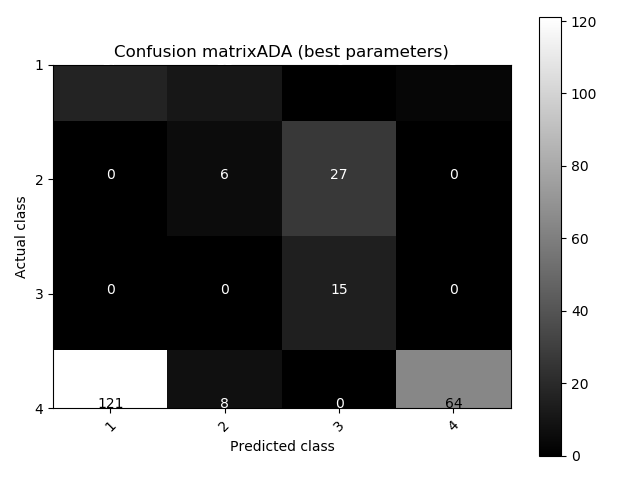 Confusion matrixADA (best parameters)
1
2
3
4
Actual class
0 6 27 0
0 0 15 0
121 8 0 64
1 2 3 4
Predicted class
120
100
80
60
40
20
0